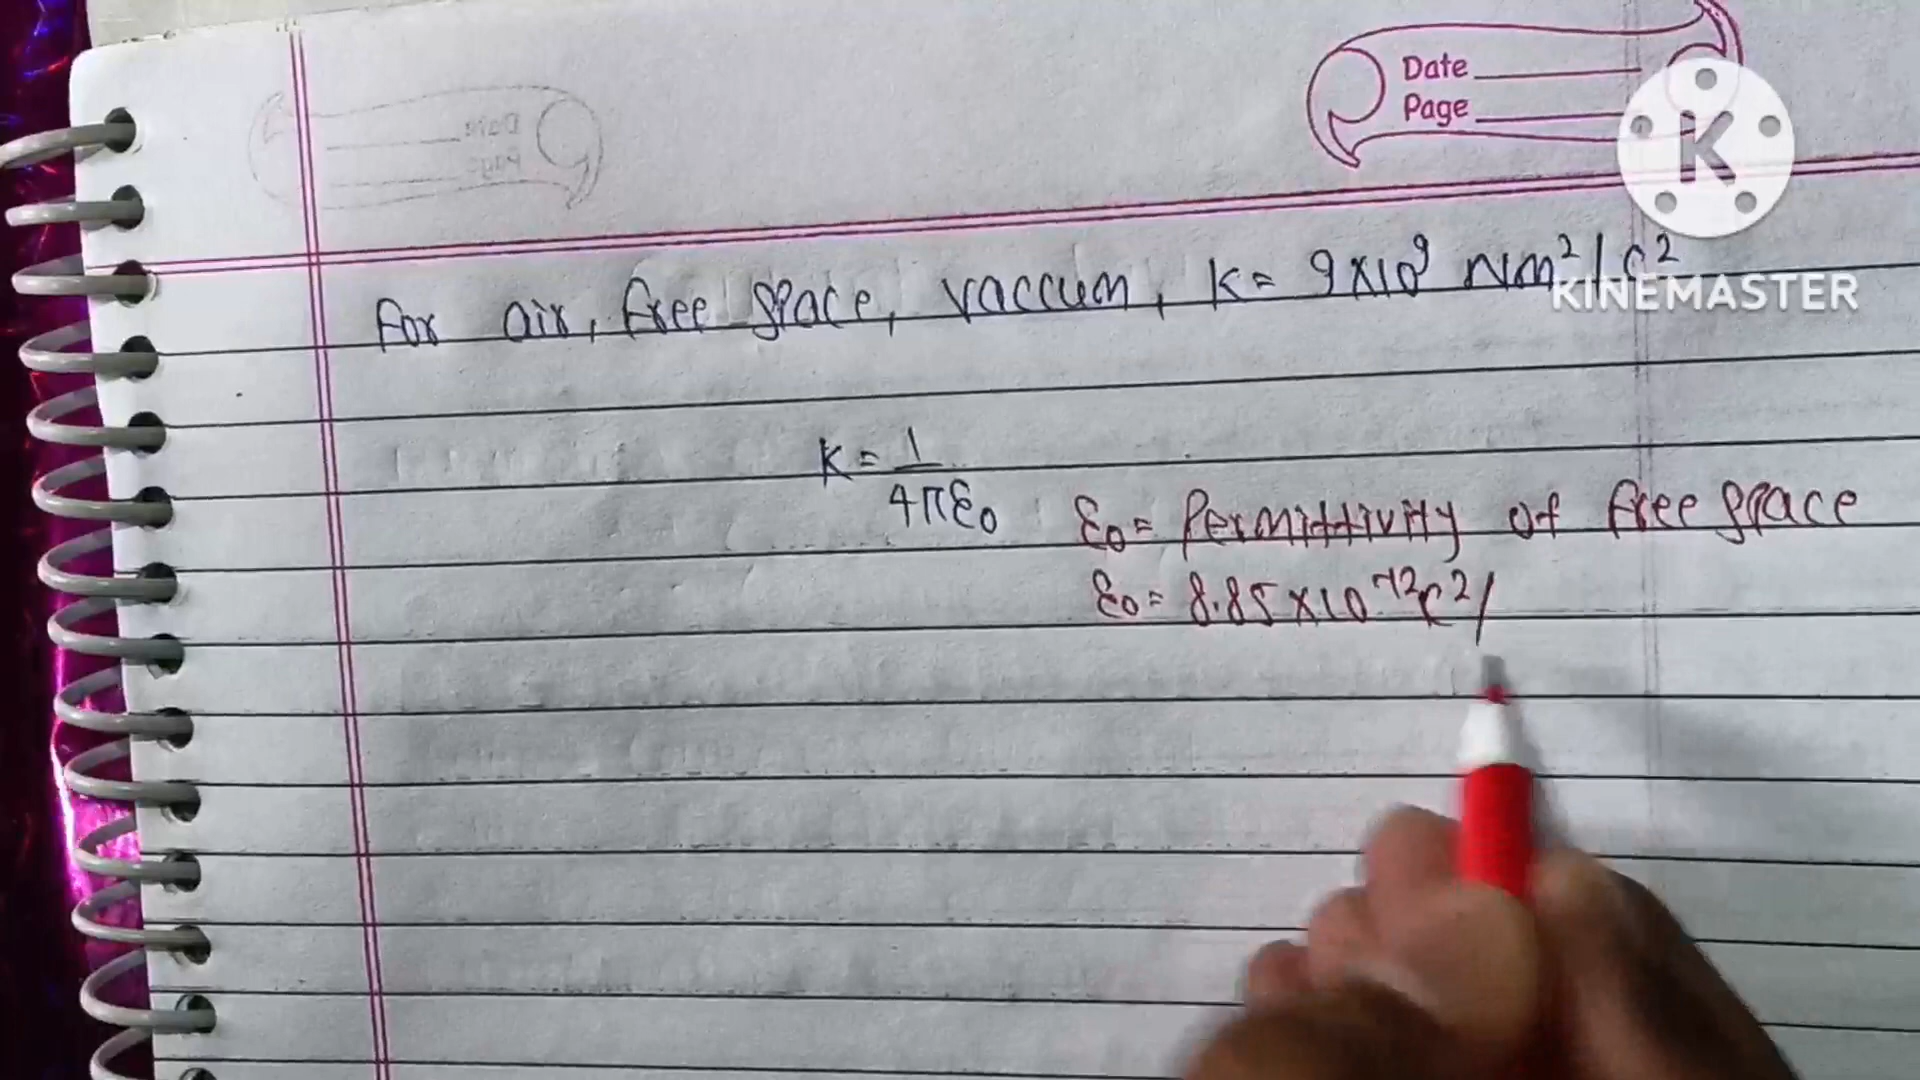 Date
Page
K
KINEMASTER
For air, free space, vaccum, K = 9×10⁹ Nm²/C²
K = 1/4πε₀
ε₀ = Permittivity of free space
ε₀ = 8.85×10⁻¹²C²/